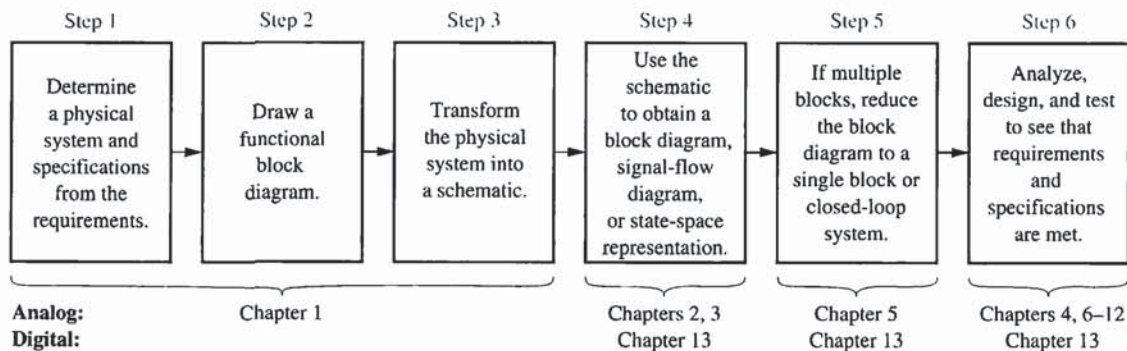 Step 1
Step 2
Step 3
Step 4
Step 5
Step 6
Determine
a physical
system and
specifications
from the
requirements.
Draw a
functional
block
diagram.
Transform
the physical
system into
a schematic.
Use the
schematic
to obtain a
block diagram,
signal-flow
diagram,
or state-space
representation.
If multiple
blocks, reduce
the block
diagram to a
single block or
closed-loop
system.
Analyze,
design, and test
to see that
requirements
and
specifications
are met.
Analog: Chapter 1 Chapters 2, 3 Chapter 5 Chapters 4, 6–12
Digital: Chapter 13 Chapter 13 Chapter 13